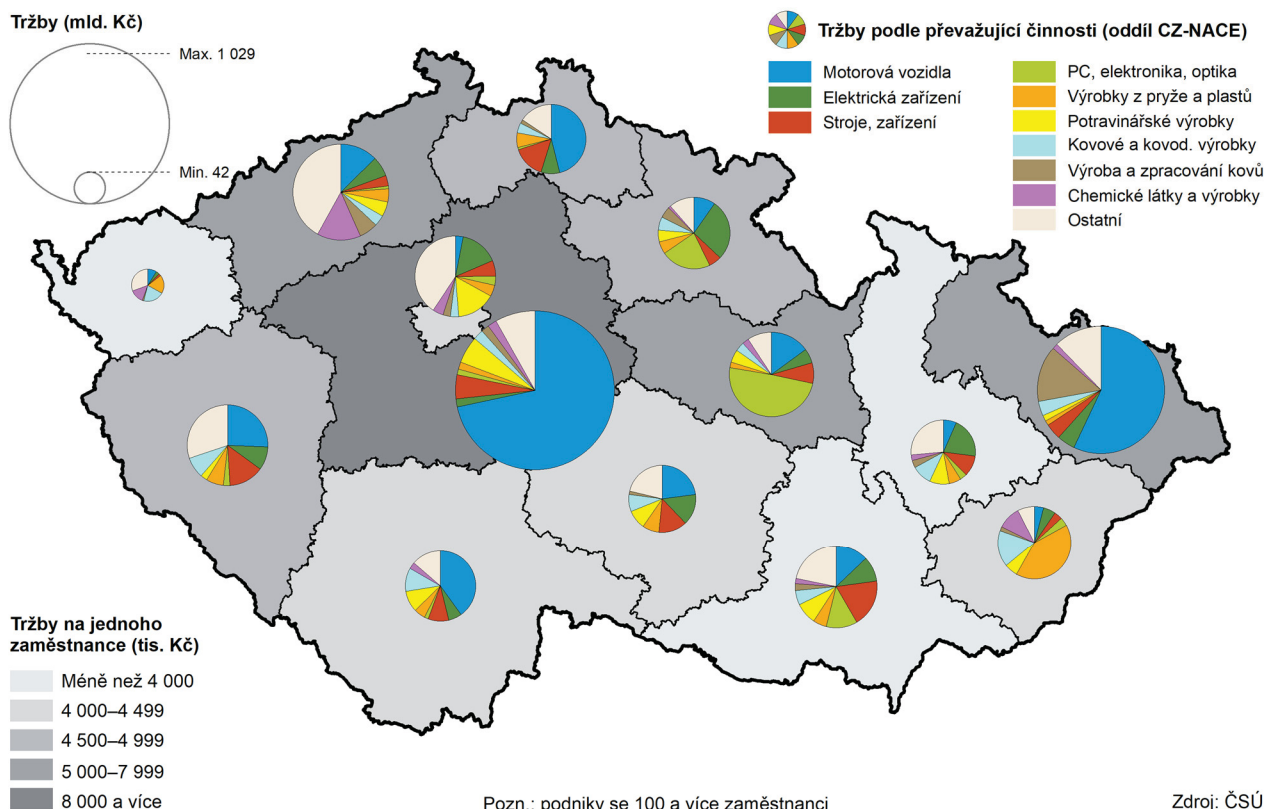 Tržby (mld. Kč)
Max. 1 029
Min. 42
Tržby podle převažující činnosti (oddíl CZ-NACE)
Motorová vozidla
Elektrická zařízení
Stroje, zařízení
PC, elektronika, optika
Výrobky z pryže a plastů
Potravinářské výrobky
Kovové a kovod. výrobky
Výroba a zpracování kovů
Chemické látky a výrobky
Ostatní
Tržby na jednoho
zaměstnance (tis. Kč)
Méně než 4 000
4 000–4 499
4 500–4 999
5 000–7 999
8 000 a více
Pozn.: podniky se 100 a více zaměstnanci
Zdroj: ČSÚ